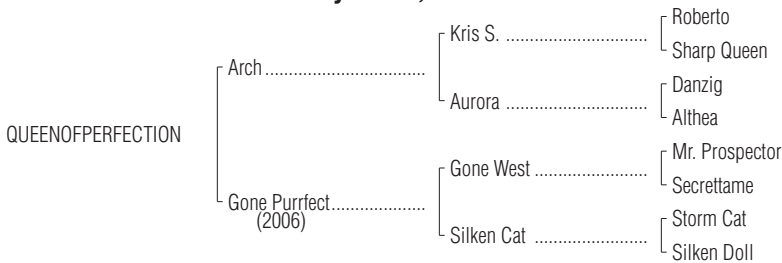 Roberto
Kris S. ..................................
Sharp Queen
Arch ................................
Danzig
Aurora ..................................
Althea
QUEENOFPERFECTION
Mr. Prospector
Gone West ...........................
Secrettame
Gone Purrfect...................
(2006)
Storm Cat
Silken Cat ...........................
Silken Doll